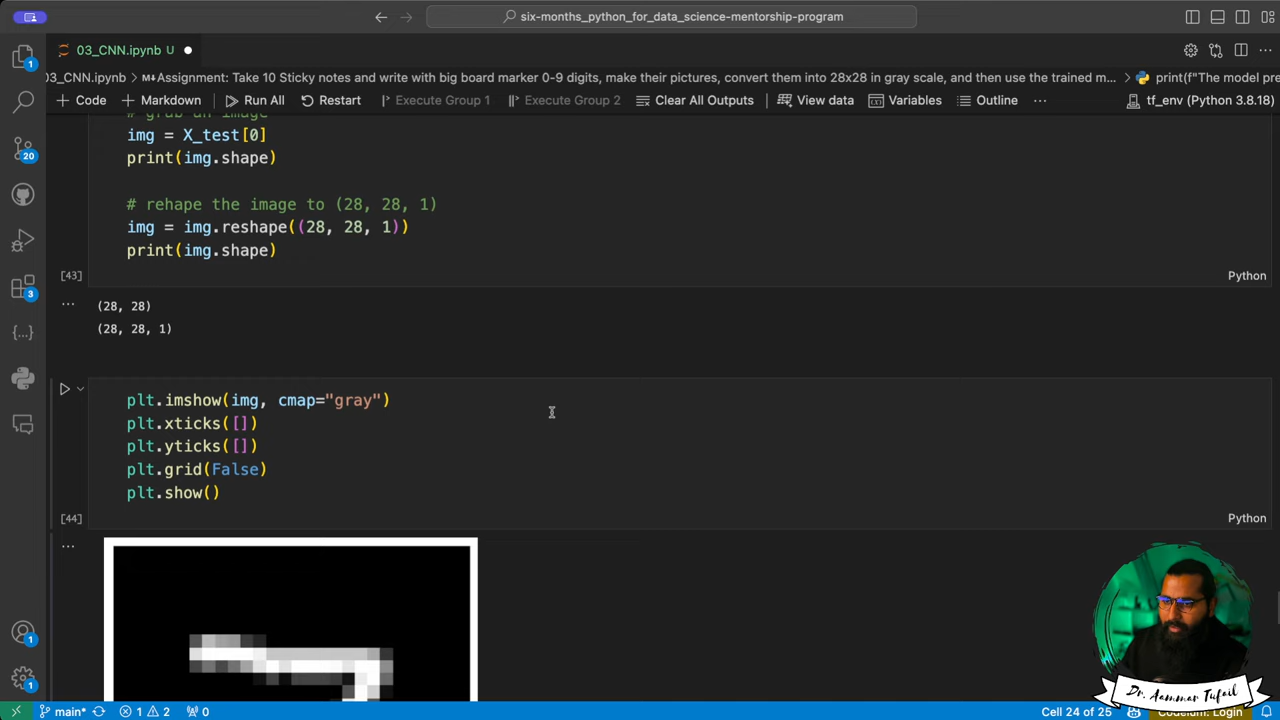 six-months_python_for_data_science-mentorship-program
03_CNN.ipynb U
03_CNN.ipynb > M↓Assignment: Take 10 Sticky notes and write with big board marker 0-9 digits, make their pictures, convert them into 28x28 in gray scale, and then use the trained m... > print(f"The model pre
+ Code + Markdown Run All Restart Execute Group 1 Execute Group 2 Clear All Outputs View data Variables Outline ... tf_env (Python 3.8.18)
# grab an image
img = X_test[0]
print(img.shape)
# rehape the image to (28, 28, 1)
img = img.reshape((28, 28, 1))
print(img.shape)
[43]
Python
(28, 28)
(28, 28, 1)
plt.imshow(img, cmap="gray")
plt.xticks([])
plt.yticks([])
plt.grid(False)
plt.show()
[44]
Python
1
20
3
1
1
Dr. Aammar Tufail
main* 1 2 0 Cell 24 of 25 Codeium: Login